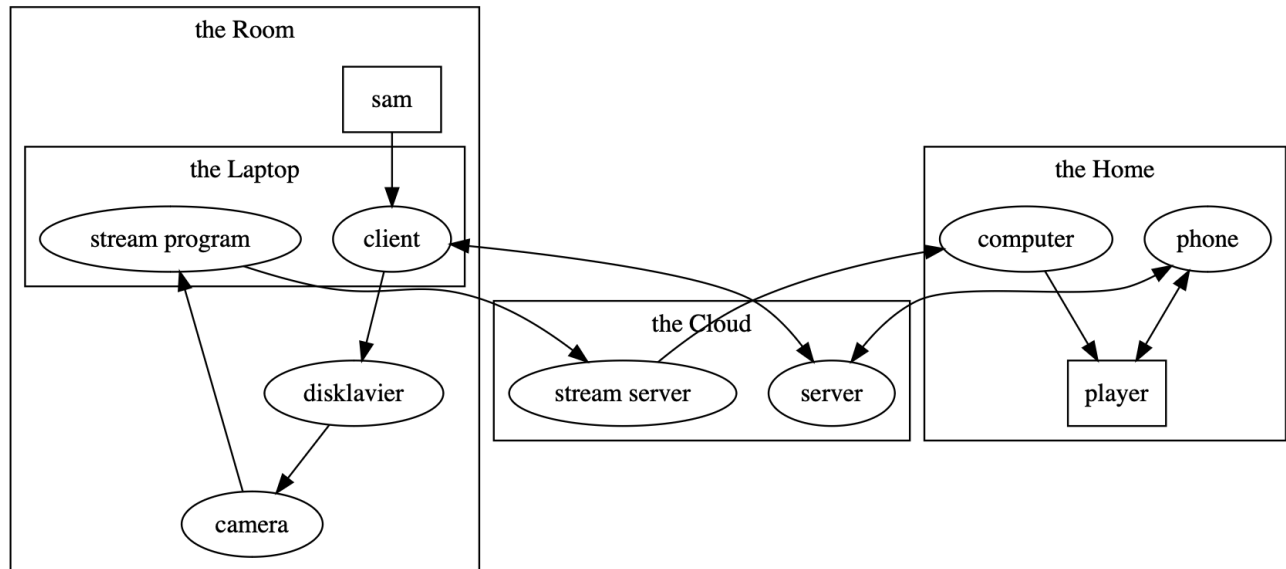 the Room
sam
the Laptop
stream program
client
disklavier
camera
the Cloud
stream server
server
the Home
computer
phone
player